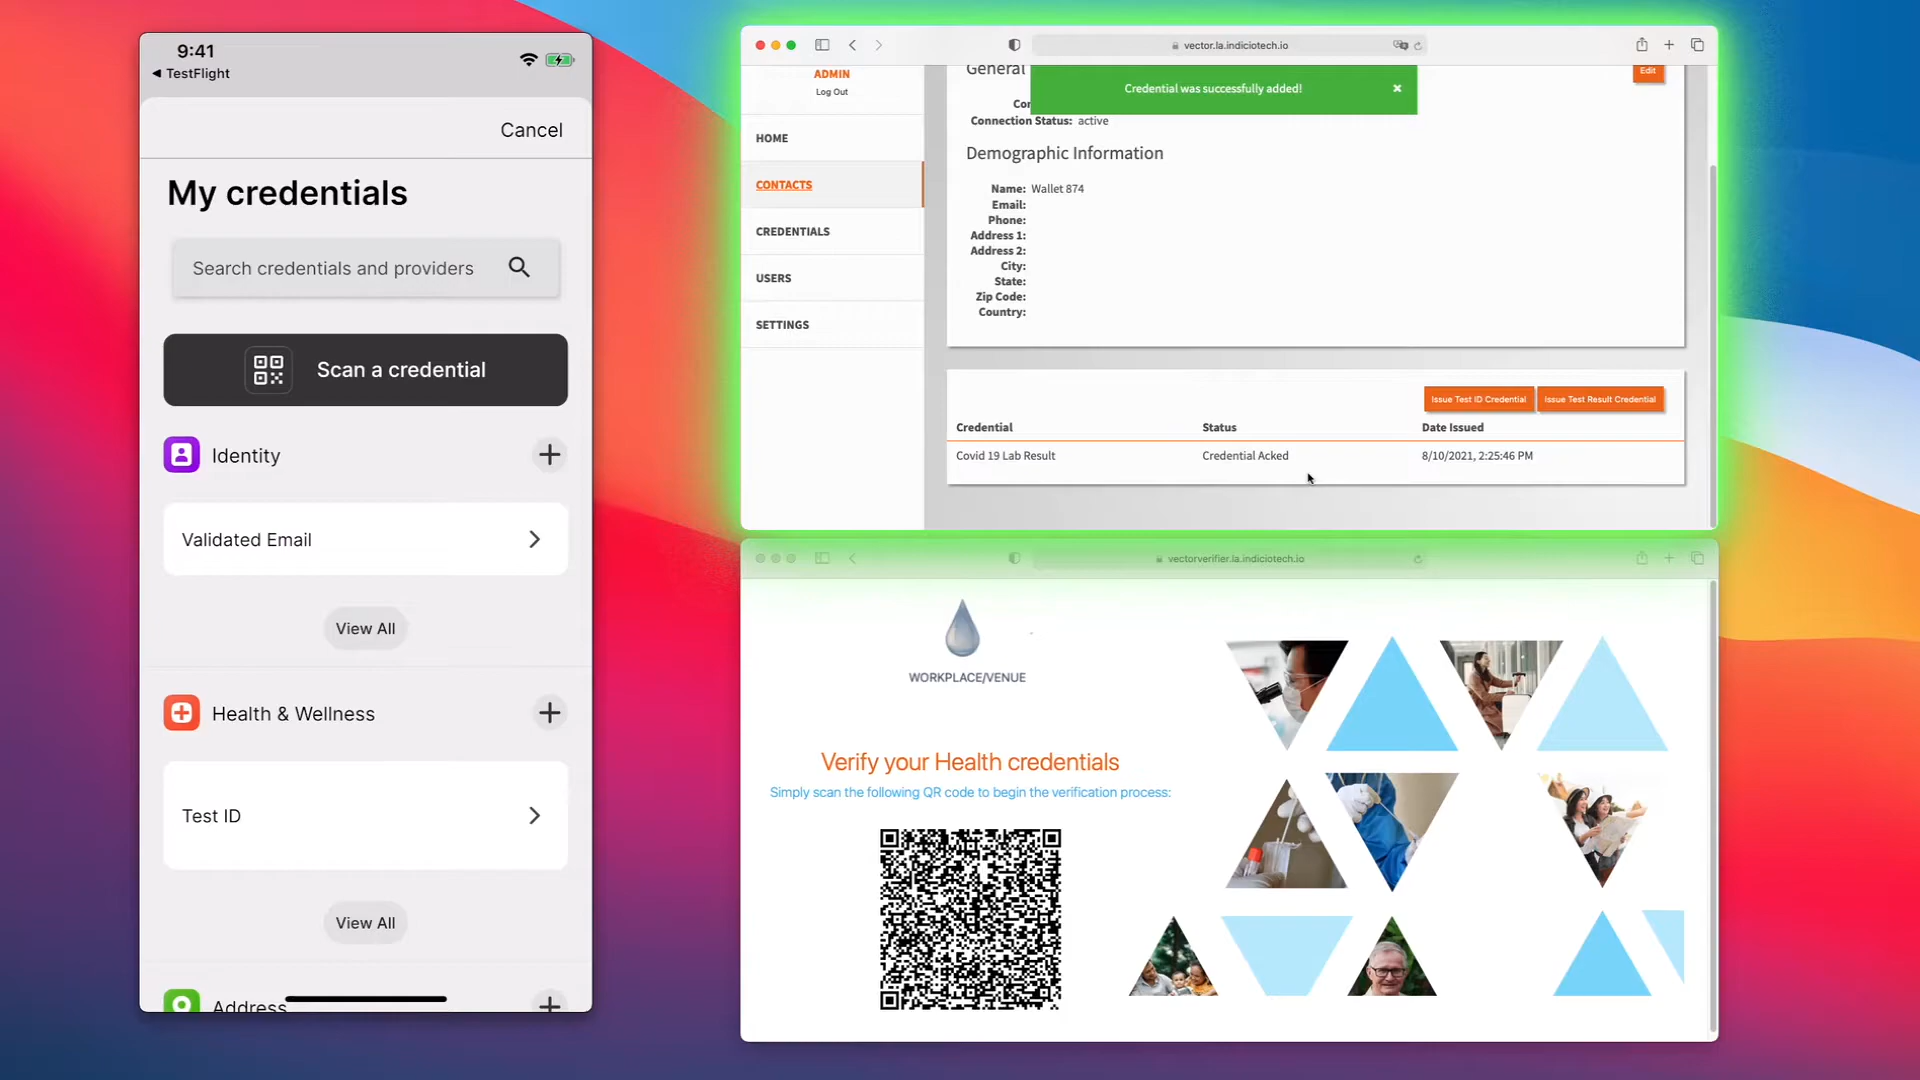 9:41
TestFlight
Cancel
My credentials
Search credentials and providers
Scan a credential
Identity
Validated Email
View All
Health & Wellness
Test ID
View All
Address
vector.la.indiciotech.io
ADMIN
Log Out
HOME
CONTACTS
CREDENTIALS
USERS
SETTINGS
General
Edit
Credential was successfully added!
Connection Status: active
Demographic Information
Name: Wallet 874
Email:
Phone:
Address 1:
Address 2:
City:
State:
Zip Code:
Country:
Issue Test ID Credential
Issue Test Result Credential
Credential Status Date Issued
Covid 19 Lab Result Credential Acked 8/10/2021, 2:25:46 PM
vectorverifier.la.indiciotech.io
WORKPLACE/VENUE
Verify your Health credentials
Simply scan the following QR code to begin the verification process: